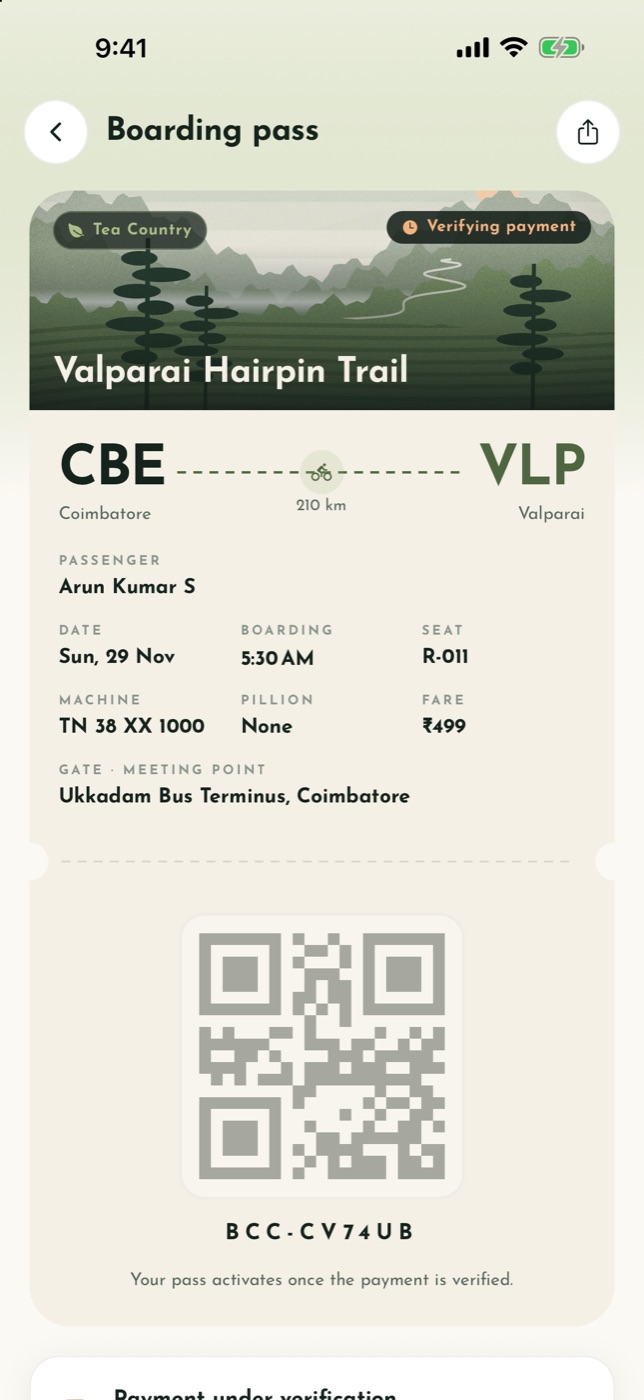 9:41
Boarding pass
Tea Country
Verifying payment
Valparai Hairpin Trail
CBE
VLP
210 km
Coimbatore
Valparai
PASSENGER
Arun Kumar S
DATE BOARDING SEAT
Sun, 29 Nov 5:30 AM R-011
MACHINE PILLION FARE
TN 38 XX 1000 None ₹499
GATE · MEETING POINT
Ukkadam Bus Terminus, Coimbatore
BCC-CV74UB
Your pass activates once the payment is verified.
Payment under verification